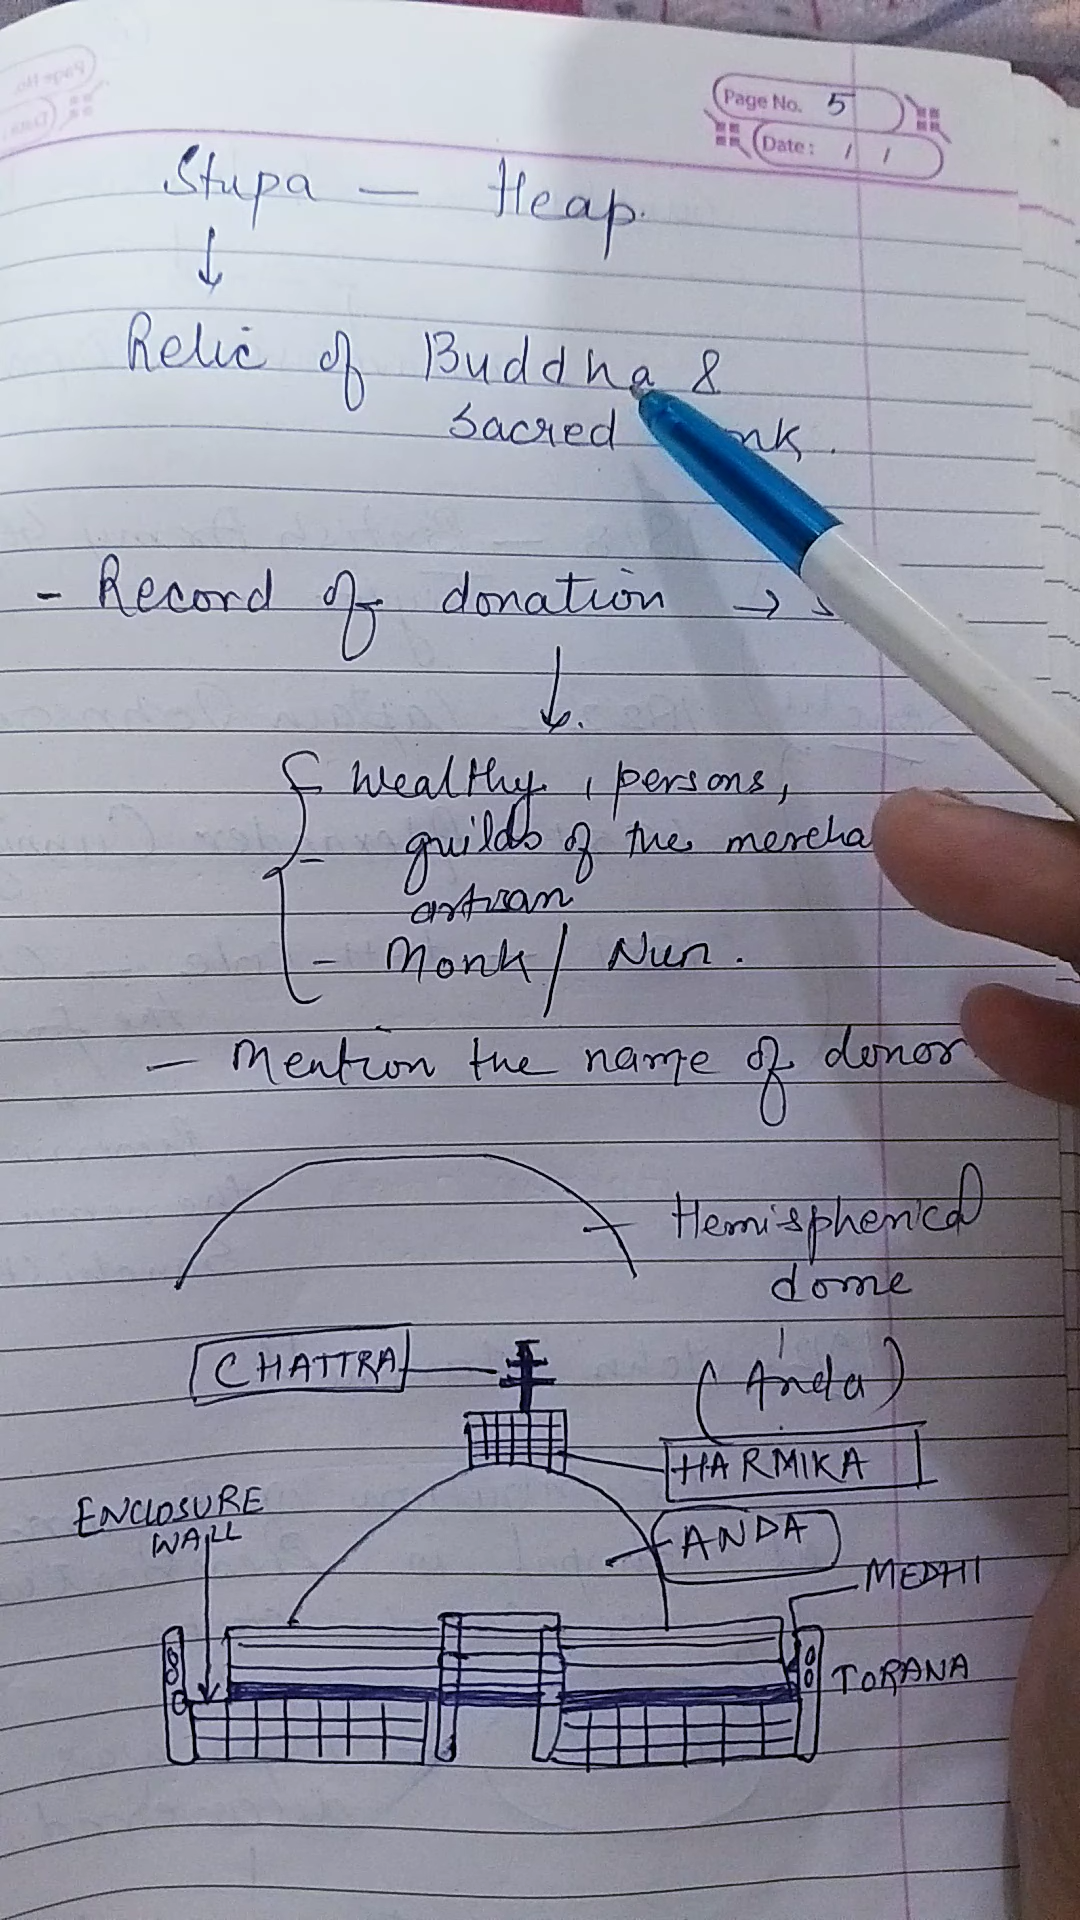 Page No. 5
Date: / /
Stupa — Heap.
↓
Relic of Buddha &
sacred
- Record of donation →
↓
Wealthy, persons,
- guilds of the
artisan
- Monk / Nun.
— Mention the name of donor
Hemispherical
dome
CHATTRA
(Anda)
HARMIKA
ENCLOSURE
WALL
ANDA
MEDHI
TORANA